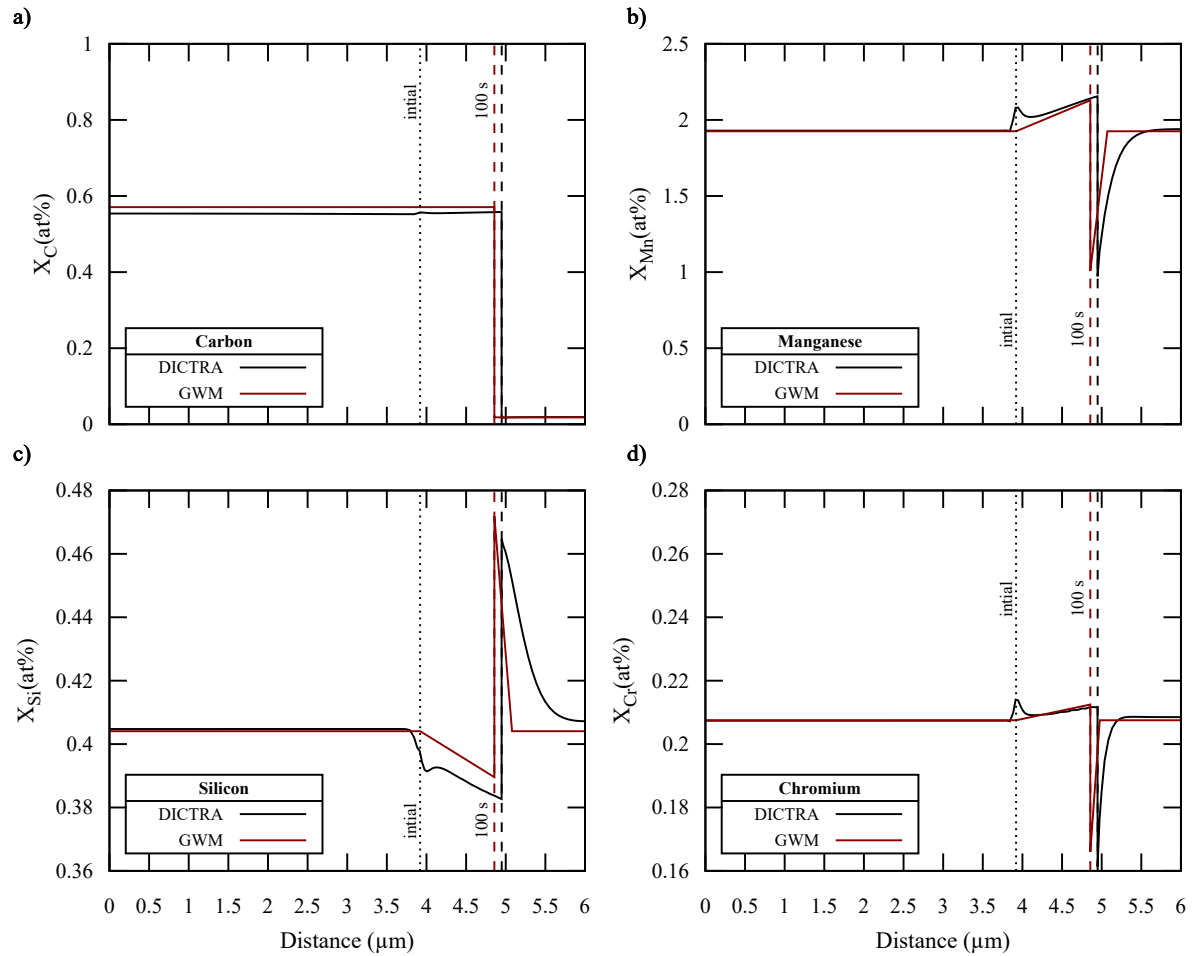 a)
1
0.8
0.6
0.4
0.2
0
X_C(at%)
intial
100 s
Carbon
DICTRA
GWM
b)
2.5
2
1.5
1
0.5
0
X_Mn(at%)
intial
100 s
Manganese
DICTRA
GWM
c)
0.48
0.46
0.44
0.42
0.4
0.38
0.36
X_Si(at%)
intial
100 s
Silicon
DICTRA
GWM
0 0.5 1 1.5 2 2.5 3 3.5 4 4.5 5 5.5 6
Distance (µm)
d)
0.28
0.26
0.24
0.22
0.2
0.18
0.16
X_Cr(at%)
intial
100 s
Chromium
DICTRA
GWM
0 0.5 1 1.5 2 2.5 3 3.5 4 4.5 5 5.5 6
Distance (µm)